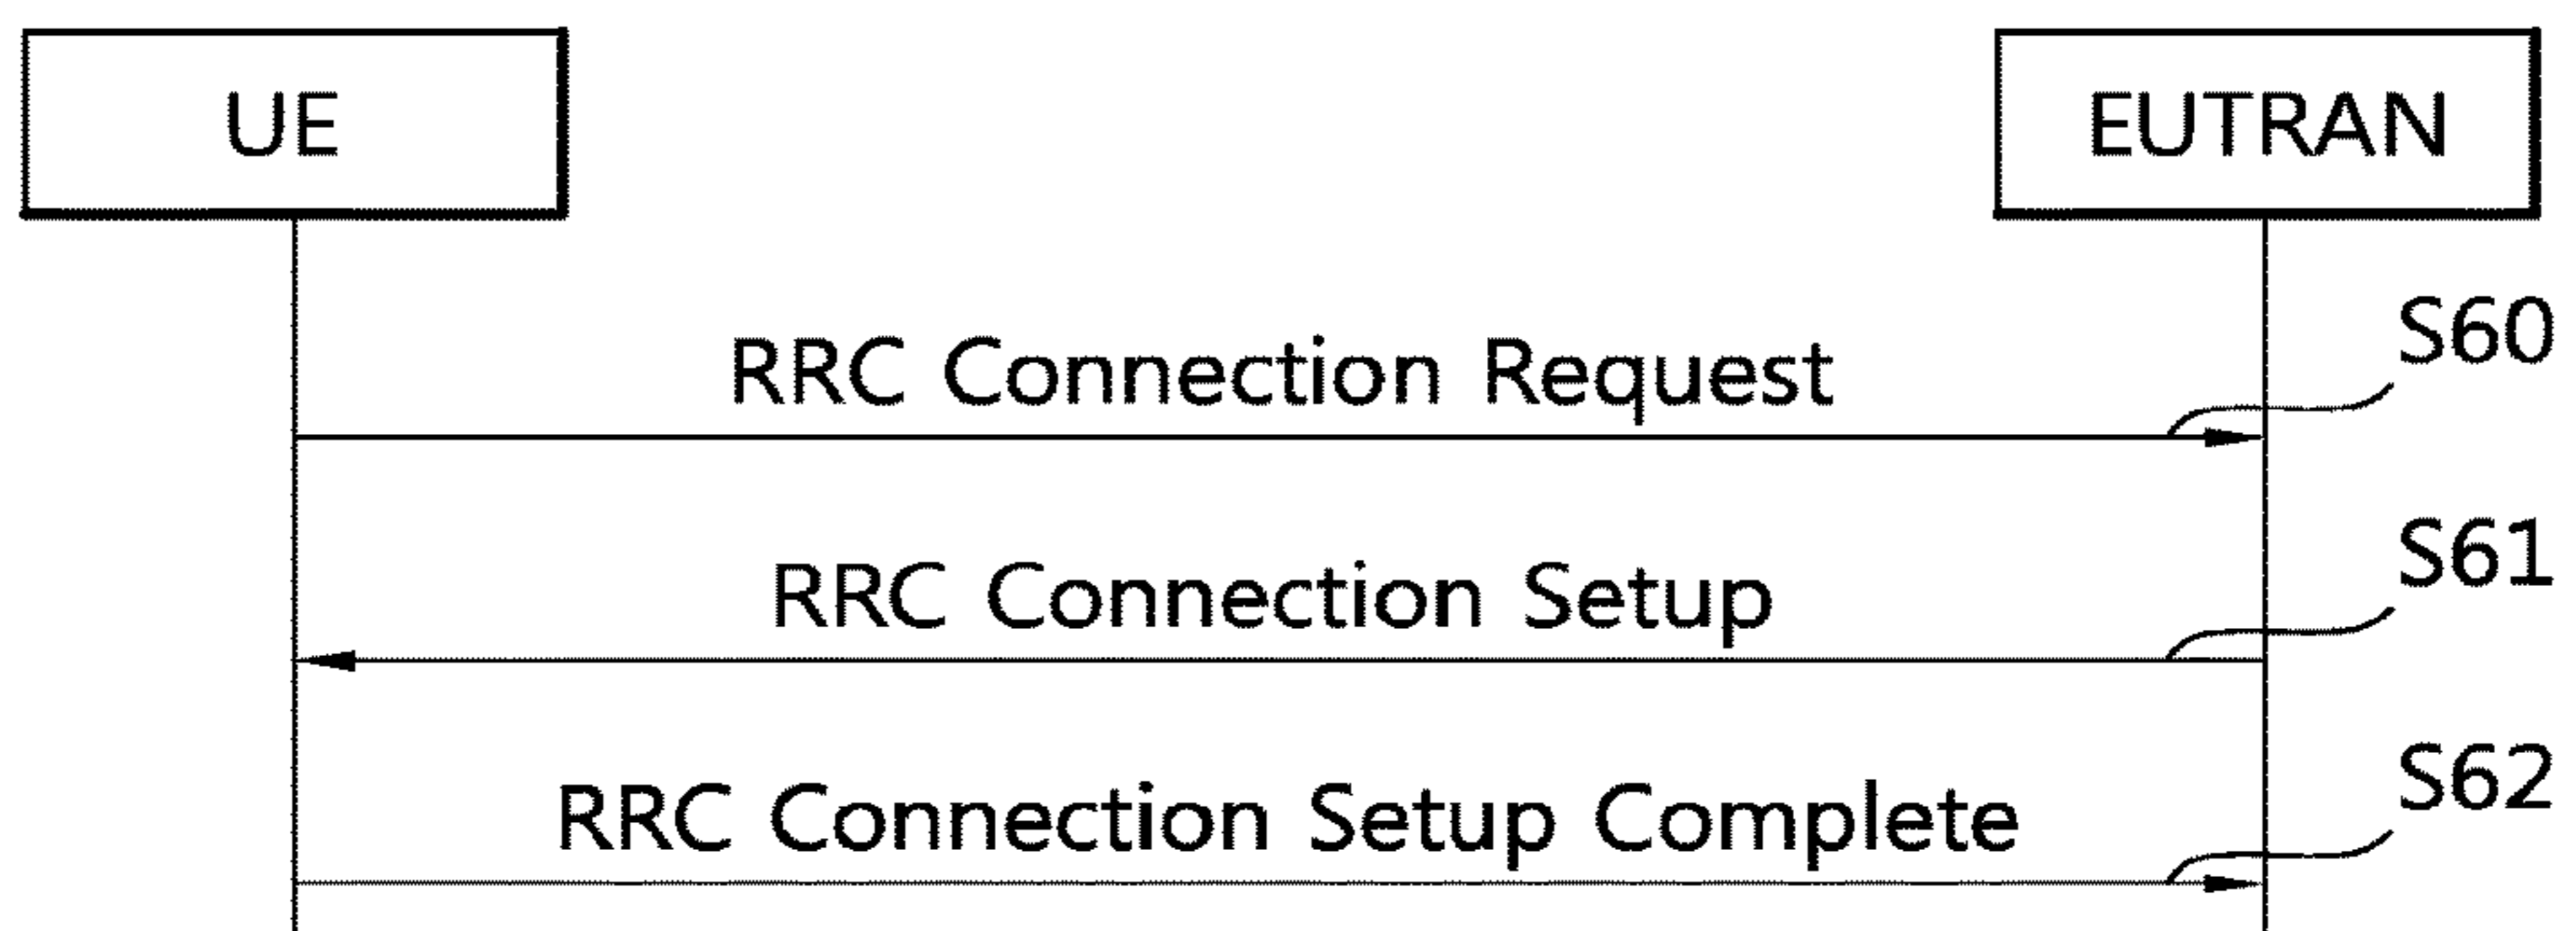 UE
EUTRAN
S60
RRC Connection Request
S61
RRC Connection Setup
S62
RRC Connection Setup Complete